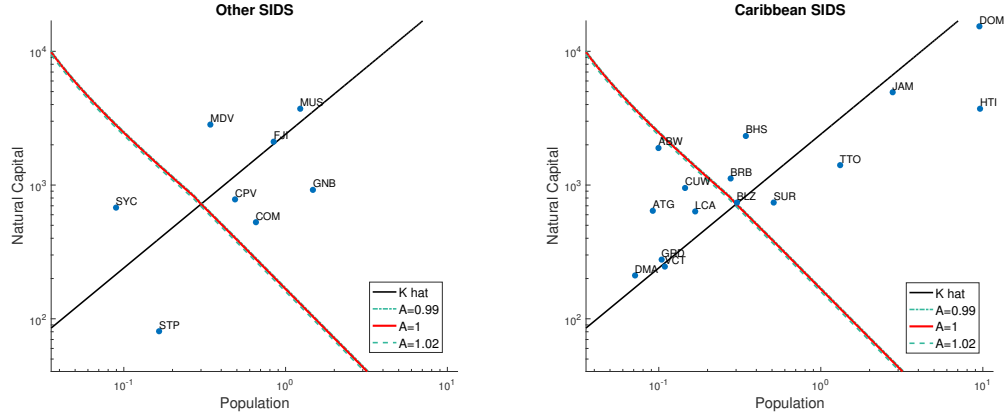 Other SIDS
Natural Capital
10^4
10^3
10^2
MUS
MDV
FJI
GNB
CPV
SYC
COM
STP
K hat
A=0.99
A=1
A=1.02
10^-1
10^0
10^1
Population
Caribbean SIDS
Natural Capital
10^4
10^3
10^2
DOM
JAM
HTI
BHS
ABW
TTO
BRB
CUW
BLZ
SUR
ATG
LCA
GRD
VCT
DMA
K hat
A=0.99
A=1
A=1.02
10^-1
10^0
10^1
Population